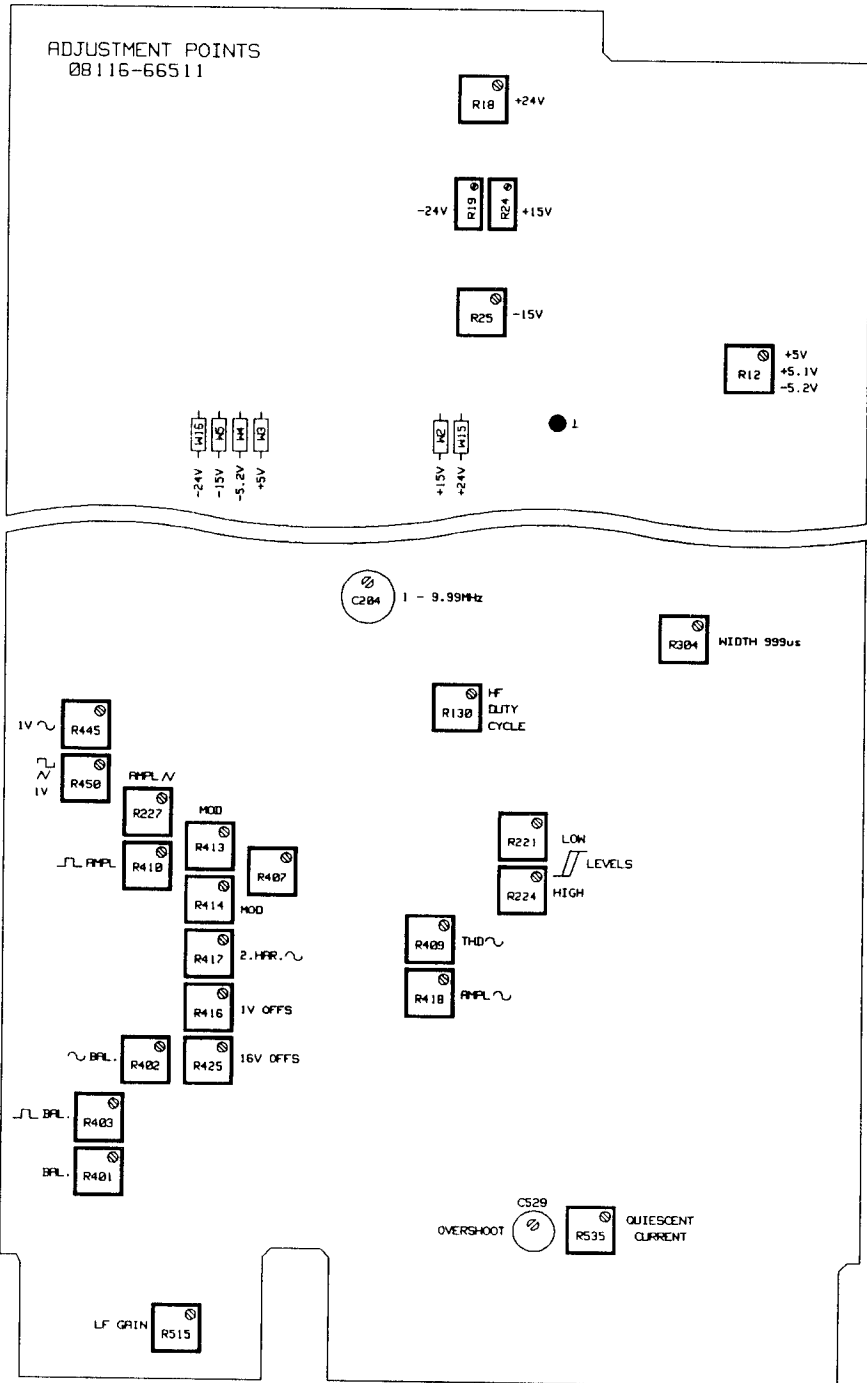 ADJUSTMENT POINTS
08116-66511
R18 +24V
-24V R19 R24 +15V
R25 -15V
R12
+5V
+5.1V
-5.2V
W16 W5 W4 W3
-24V -15V -5.2V +5V
W2 W15
+15V +24V
C204 1 - 9.99MHz
R304 WIDTH 999us
R130
HF
DUTY
CYCLE
1V R445
1V R450
AMPL
R227
MOD
R413
AMPL R410
R407
R414 MOD
R417 2.HAR.
R416 1V OFFS
BAL. R402
R425 16V OFFS
BAL. R403
BAL. R401
R221 LOW
LEVELS
R224 HIGH
R409 THD
R418 AMPL
C529
OVERSHOOT
R535
QUIESCENT
CURRENT
LF GAIN R515